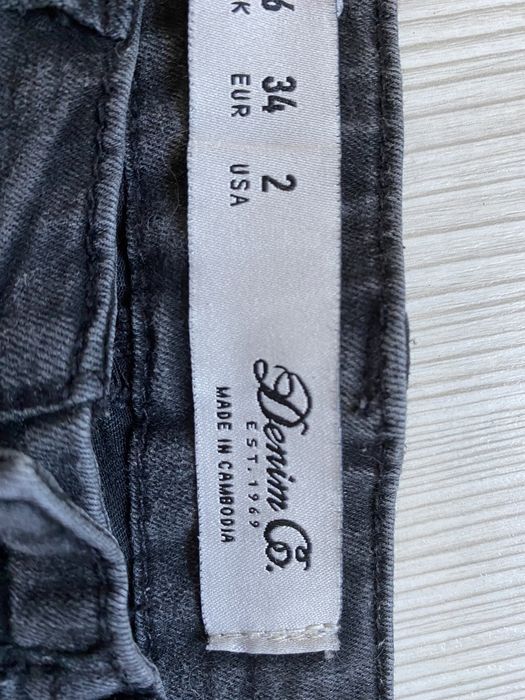 6 34 2
K EUR USA
Denim Co.
EST. 1969
MADE IN CAMBODIA